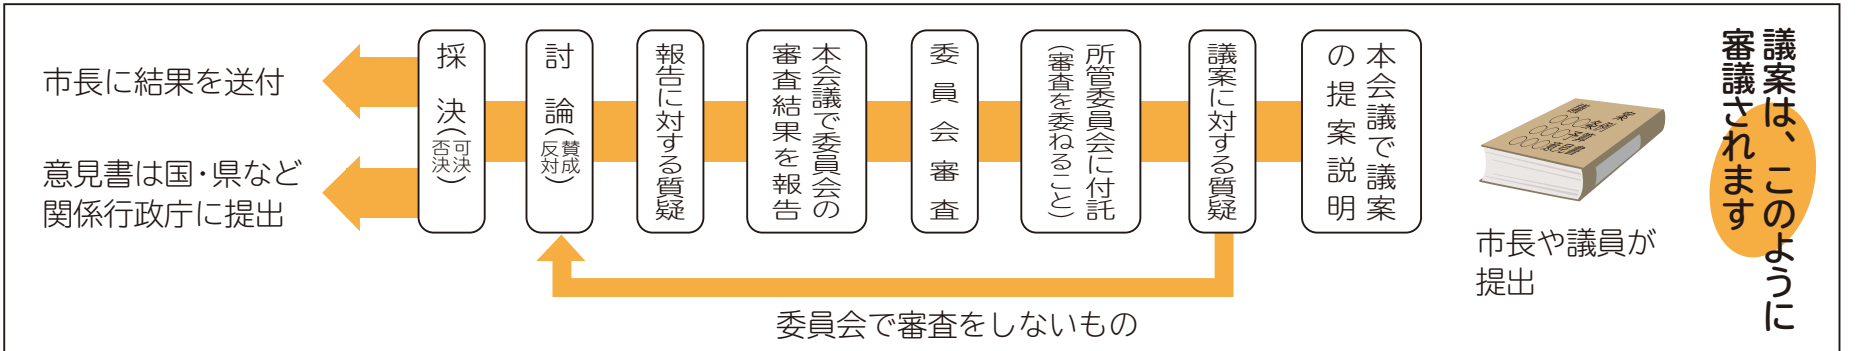 議案は、このように
審議されます
市長や議員が
提出
本会議で議案
の提案説明
議案に対する質疑
所管委員会に付託
(審査を委ねること)
委員会審査
本会議で委員会の
審査結果を報告
報告に対する質疑
討論(賛成
反対)
採決(可決
否決)
市長に結果を送付
意見書は国・県など
関係行政庁に提出
委員会で審査をしないもの